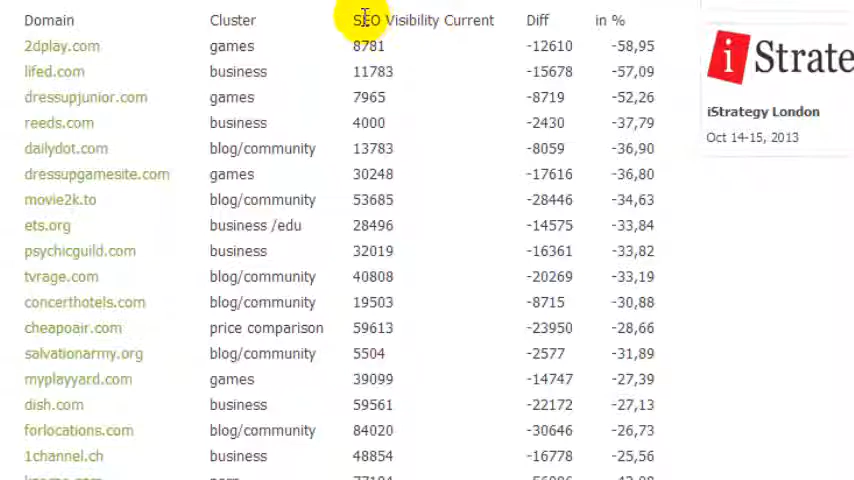 Domain Cluster SEO Visibility Current Diff in %
2dplay.com games 8781 -12610 -58,95
lifed.com business 11783 -15678 -57,09
dressupjunior.com games 7965 -8719 -52,26
reeds.com business 4000 -2430 -37,79
dailydot.com blog/community 13783 -8059 -36,90
dressupgamesite.com games 30248 -17616 -36,80
movie2k.to blog/community 53685 -28446 -34,63
ets.org business /edu 28496 -14575 -33,84
psychicguild.com business 32019 -16361 -33,82
tvrage.com blog/community 40808 -20269 -33,19
concerthotels.com blog/community 19503 -8715 -30,88
cheapoair.com price comparison 59613 -23950 -28,66
salvationarmy.org blog/community 5504 -2577 -31,89
myplayyard.com games 39099 -14747 -27,39
dish.com business 59561 -22172 -27,13
forlocations.com blog/community 84020 -30646 -26,73
1channel.ch business 48854 -16778 -25,56
i Strate
iStrategy London
Oct 14-15, 2013